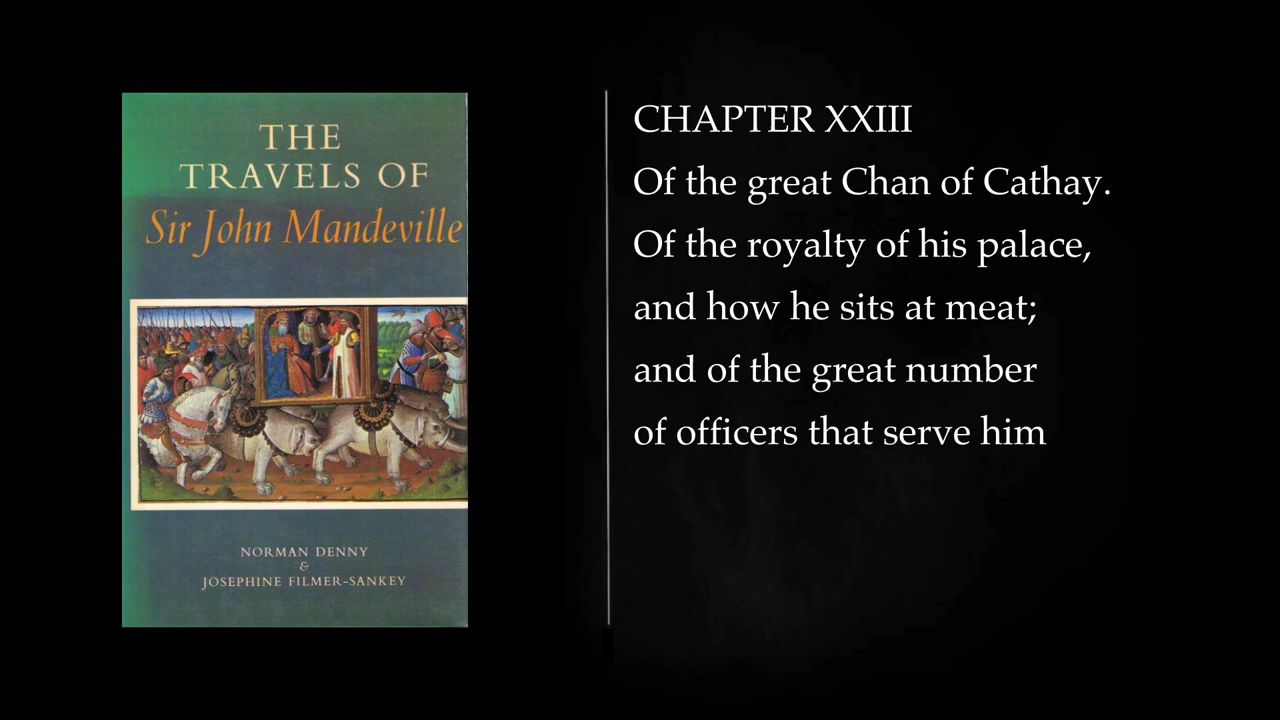 THE
TRAVELS OF
Sir John Mandeville
NORMAN DENNY
&
JOSEPHINE FILMER-SANKEY
CHAPTER XXIII
Of the great Chan of Cathay.
Of the royalty of his palace,
and how he sits at meat;
and of the great number
of officers that serve him